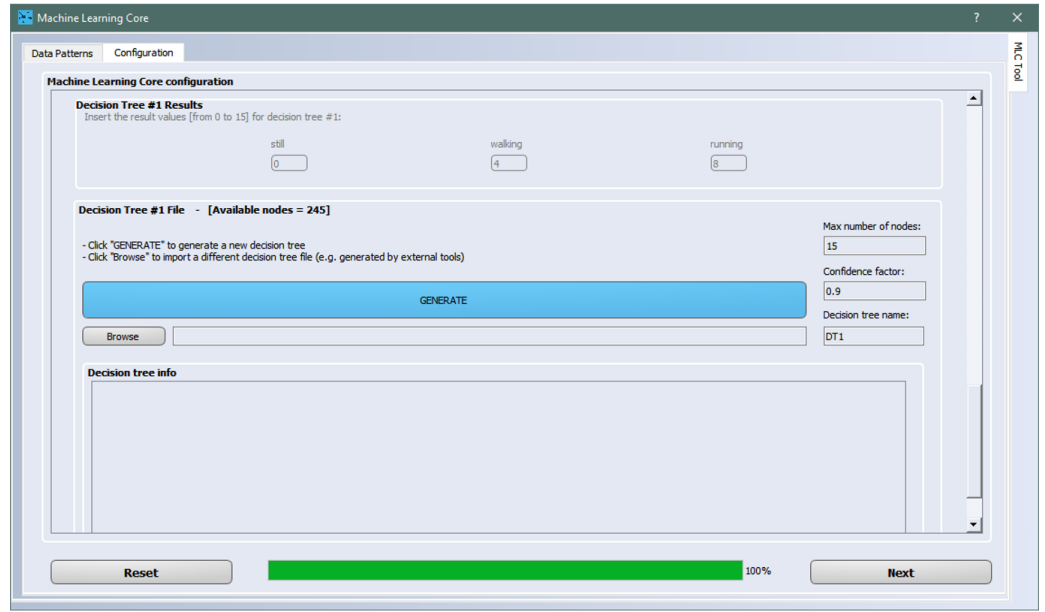 Machine Learning Core
?
Data Patterns
Configuration
MLC Tool
Machine Learning Core configuration
Decision Tree #1 Results
Insert the result values [from 0 to 15] for decision tree #1:
still walking running
0 4 8
Decision Tree #1 File - [Available nodes = 245]
Max number of nodes:
15
- Click "GENERATE" to generate a new decision tree
- Click "Browse" to import a different decision tree file (e.g. generated by external tools)
Confidence factor:
0.9
GENERATE
Decision tree name:
DT1
Browse
Decision tree info
Reset
100%
Next